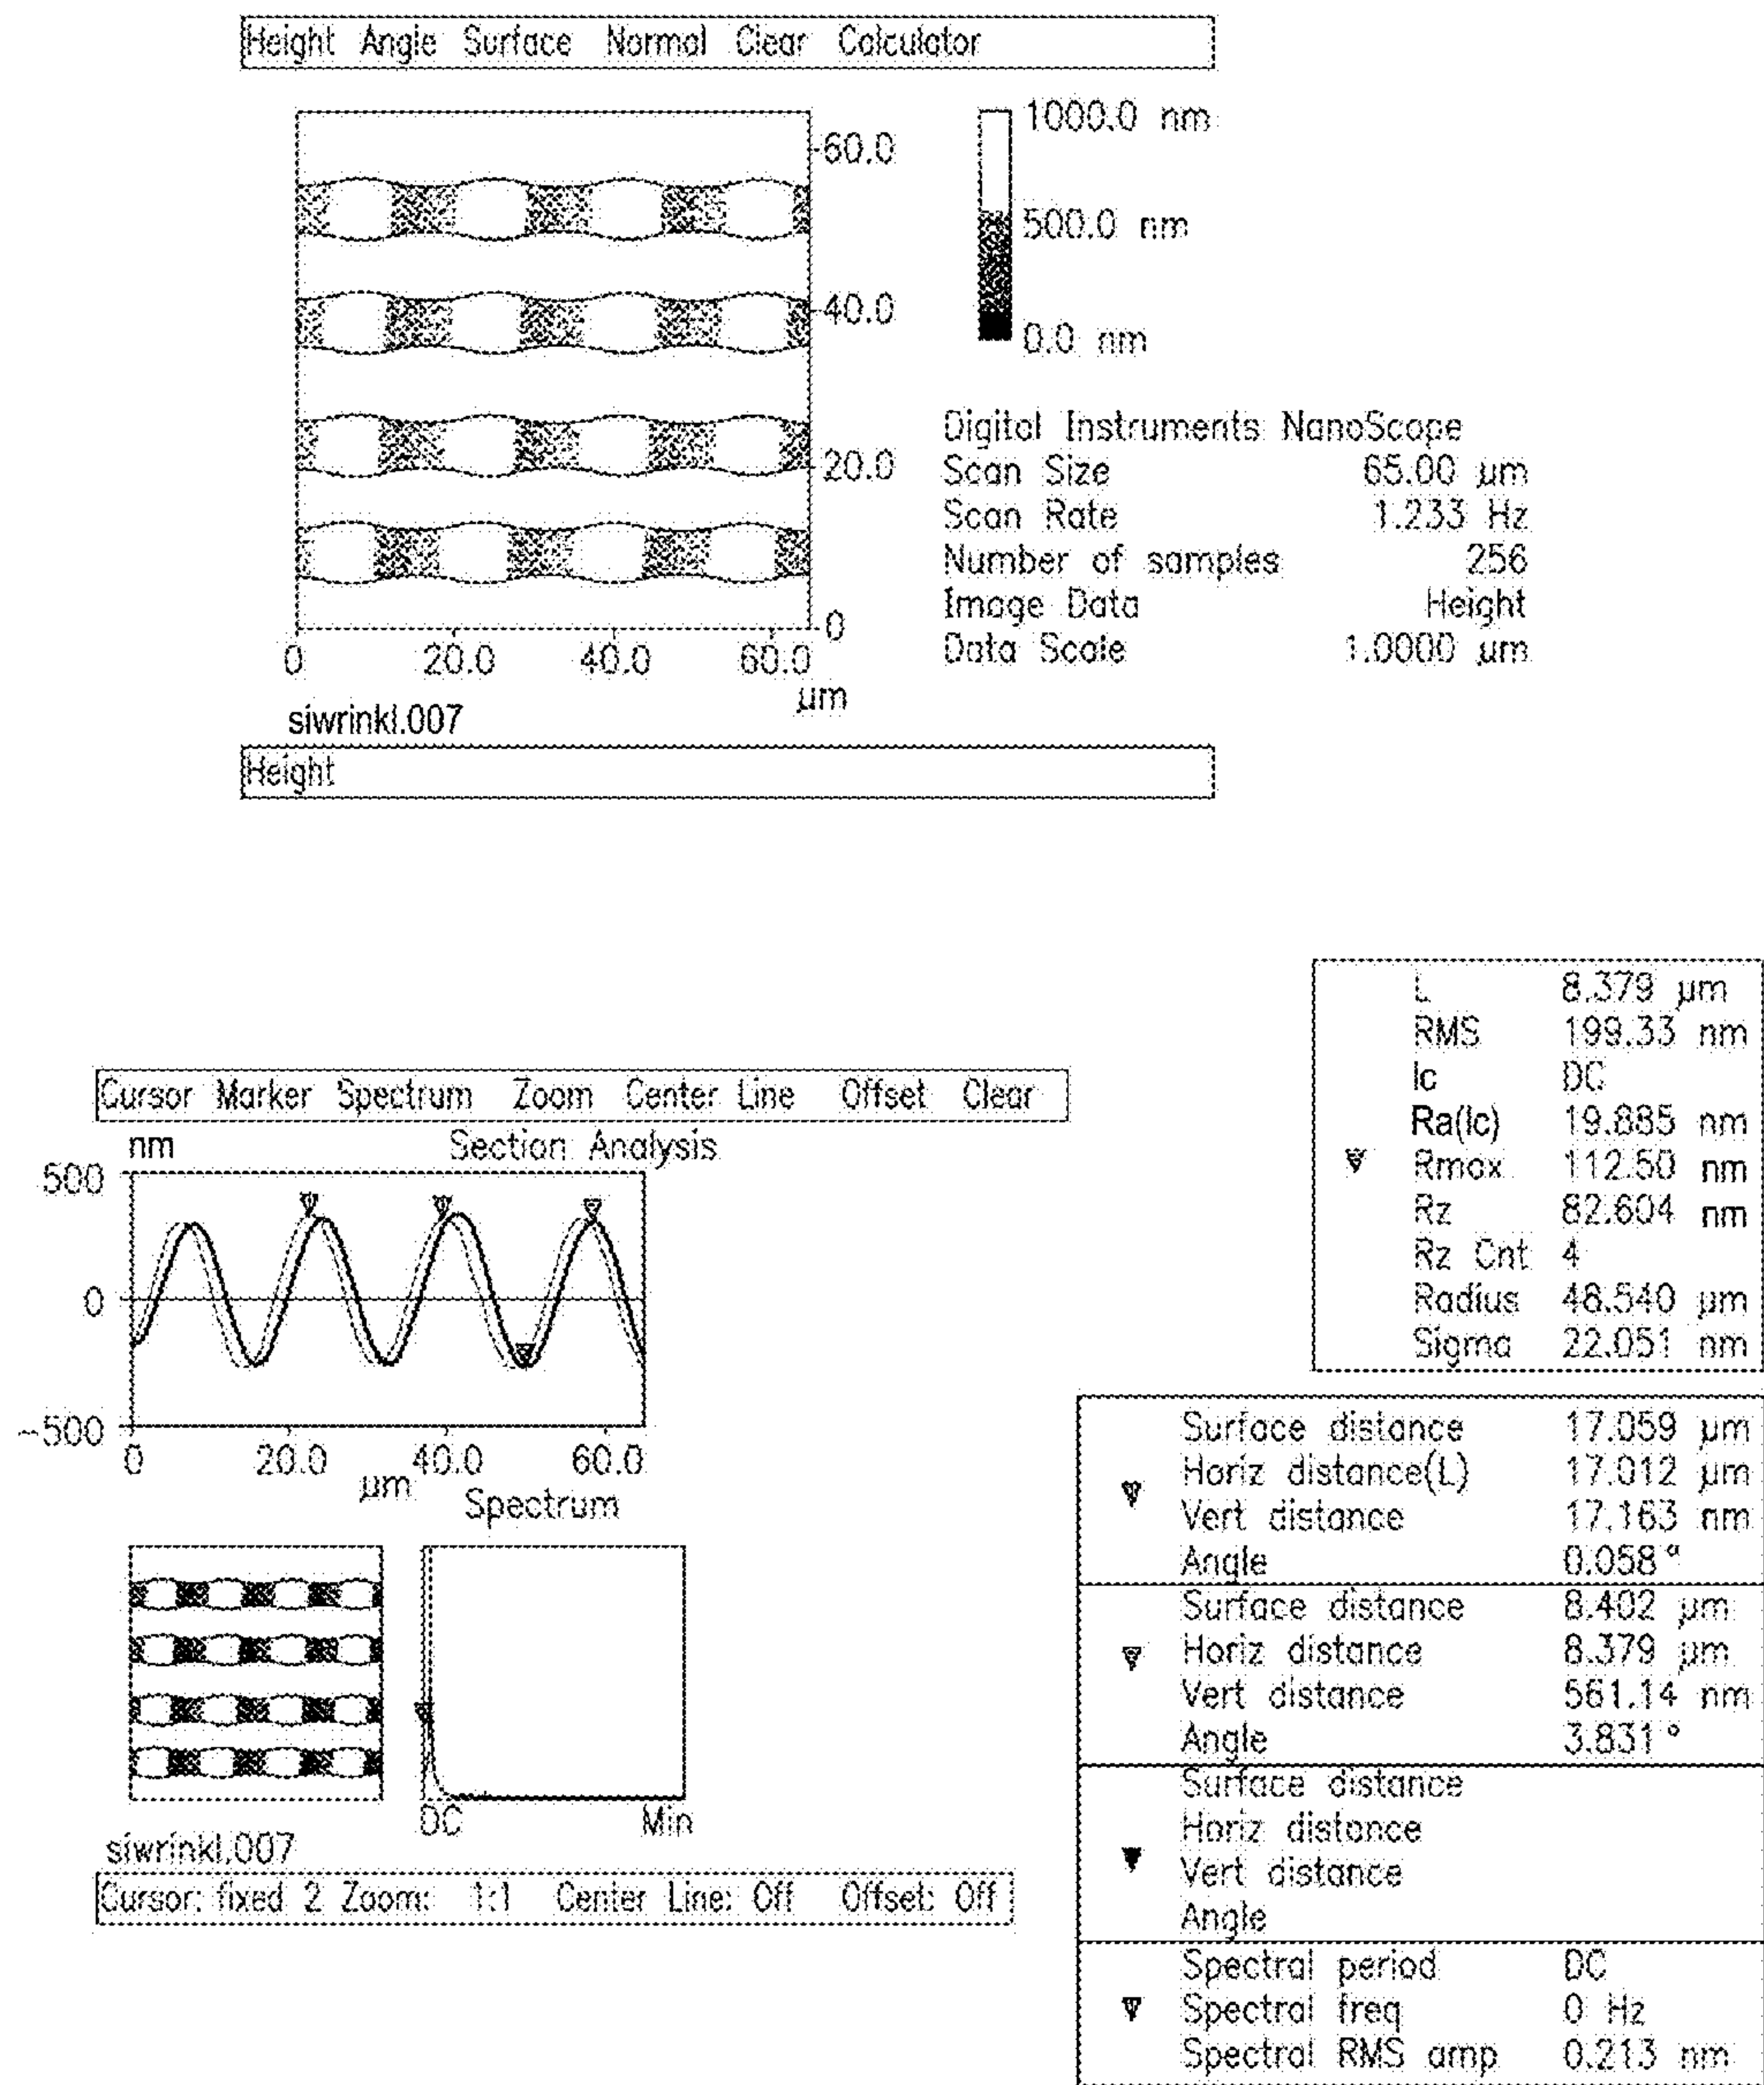 Height Angle Surface Normal Clear Calculator
60.0
40.0
20.0
0
0 20.0 40.0 60.0
µm
siwrinkl.007
1000.0 nm
500.0 nm
0.0 nm
Digital Instruments NanoScope
Scan Size 65.00 µm
Scan Rate 1.233 Hz
Number of samples 256
Image Data Height
Data Scale 1.0000 µm
Height
L 8.379 µm
RMS 199.33 nm
lc DC
Ra(lc) 19.885 nm
Rmax 112.50 nm
Rz 82.604 nm
Rz Cnt 4
Radius 48.540 µm
Sigma 22.051 nm
Cursor Marker Spectrum Zoom Center Line Offset Clear
nm Section Analysis
500
0
-500
0 20.0 40.0 60.0
µm
Spectrum
DC Min
siwrinkl.007
Cursor: fixed 2 Zoom: 1:1 Center Line: Off Offset: Off
Surface distance 17.059 µm
Horiz distance(L) 17.012 µm
Vert distance 17.163 nm
Angle 0.058°
Surface distance 8.402 µm
Horiz distance 8.379 µm
Vert distance 561.14 nm
Angle 3.831°
Surface distance
Horiz distance
Vert distance
Angle
Spectral period DC
Spectral freq 0 Hz
Spectral RMS amp 0.213 nm